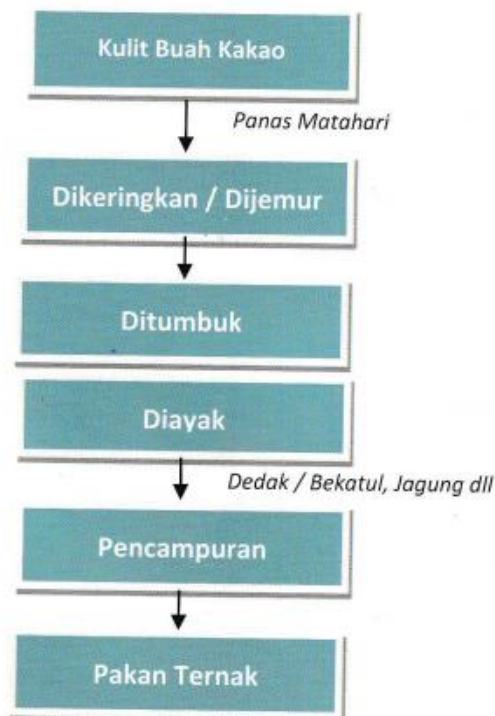 Kulit Buah Kakao
Panas Matahari
Dikeringkan / Dijemur
Ditumbuk
Diayak
Dedak / Bekatul, Jagung dll
Pencampuran
Pakan Ternak